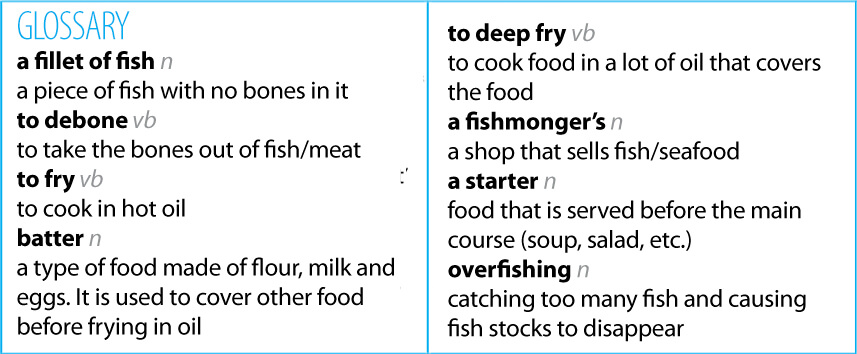 GLOSSARY
a fillet of fish n
a piece of fish with no bones in it
to debone vb
to take the bones out of fish/meat
to fry vb
to cook in hot oil
batter n
a type of food made of flour, milk and
eggs. It is used to cover other food
before frying in oil
to deep fry vb
to cook food in a lot of oil that covers
the food
a fishmonger's n
a shop that sells fish/seafood
a starter n
food that is served before the main
course (soup, salad, etc.)
overfishing n
catching too many fish and causing
fish stocks to disappear